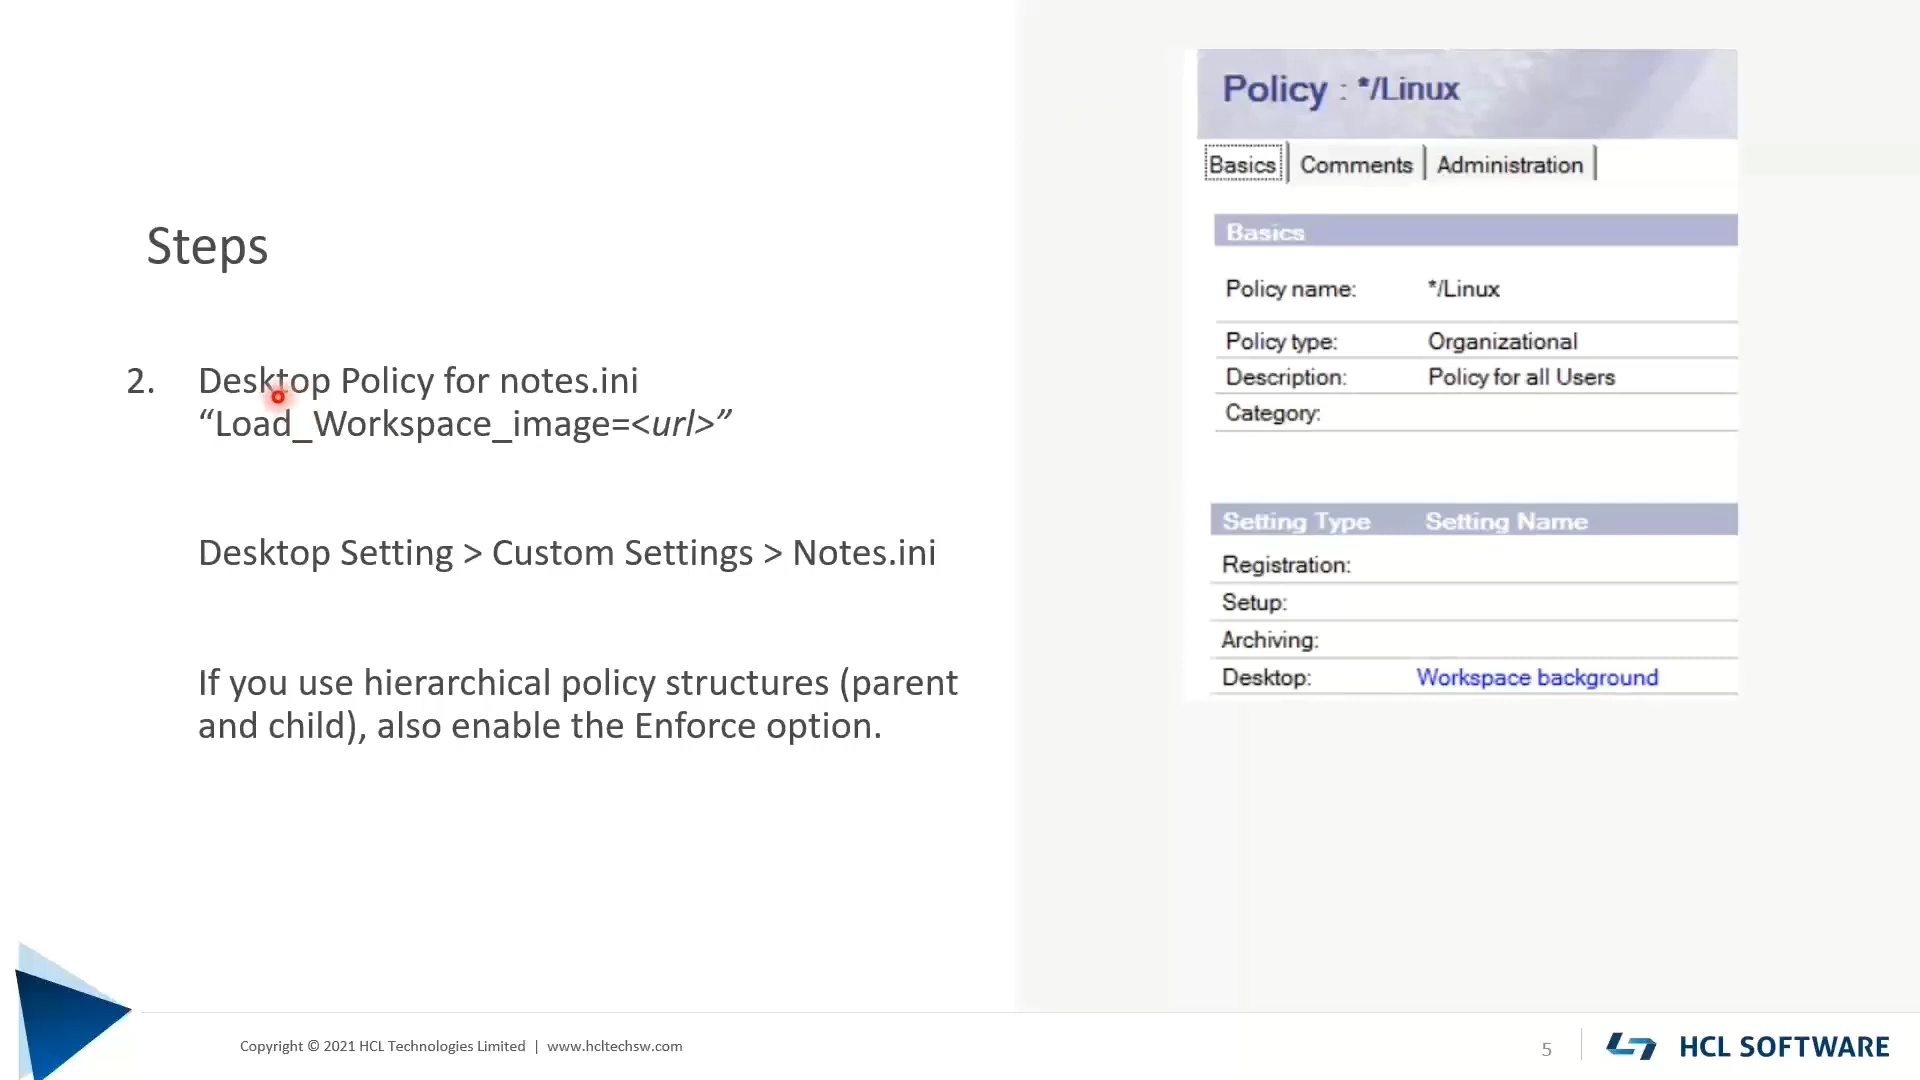 Steps
2. Desktop Policy for notes.ini
“Load_Workspace_image=<url>”
Desktop Setting > Custom Settings > Notes.ini
If you use hierarchical policy structures (parent
and child), also enable the Enforce option.
Policy : */Linux
Basics Comments Administration
Basics
Policy name: */Linux
Policy type: Organizational
Description: Policy for all Users
Category:
Setting Type Setting Name
Registration:
Setup:
Archiving:
Desktop: Workspace background
Copyright © 2021 HCL Technologies Limited | www.hcltechsw.com
5
HCL SOFTWARE